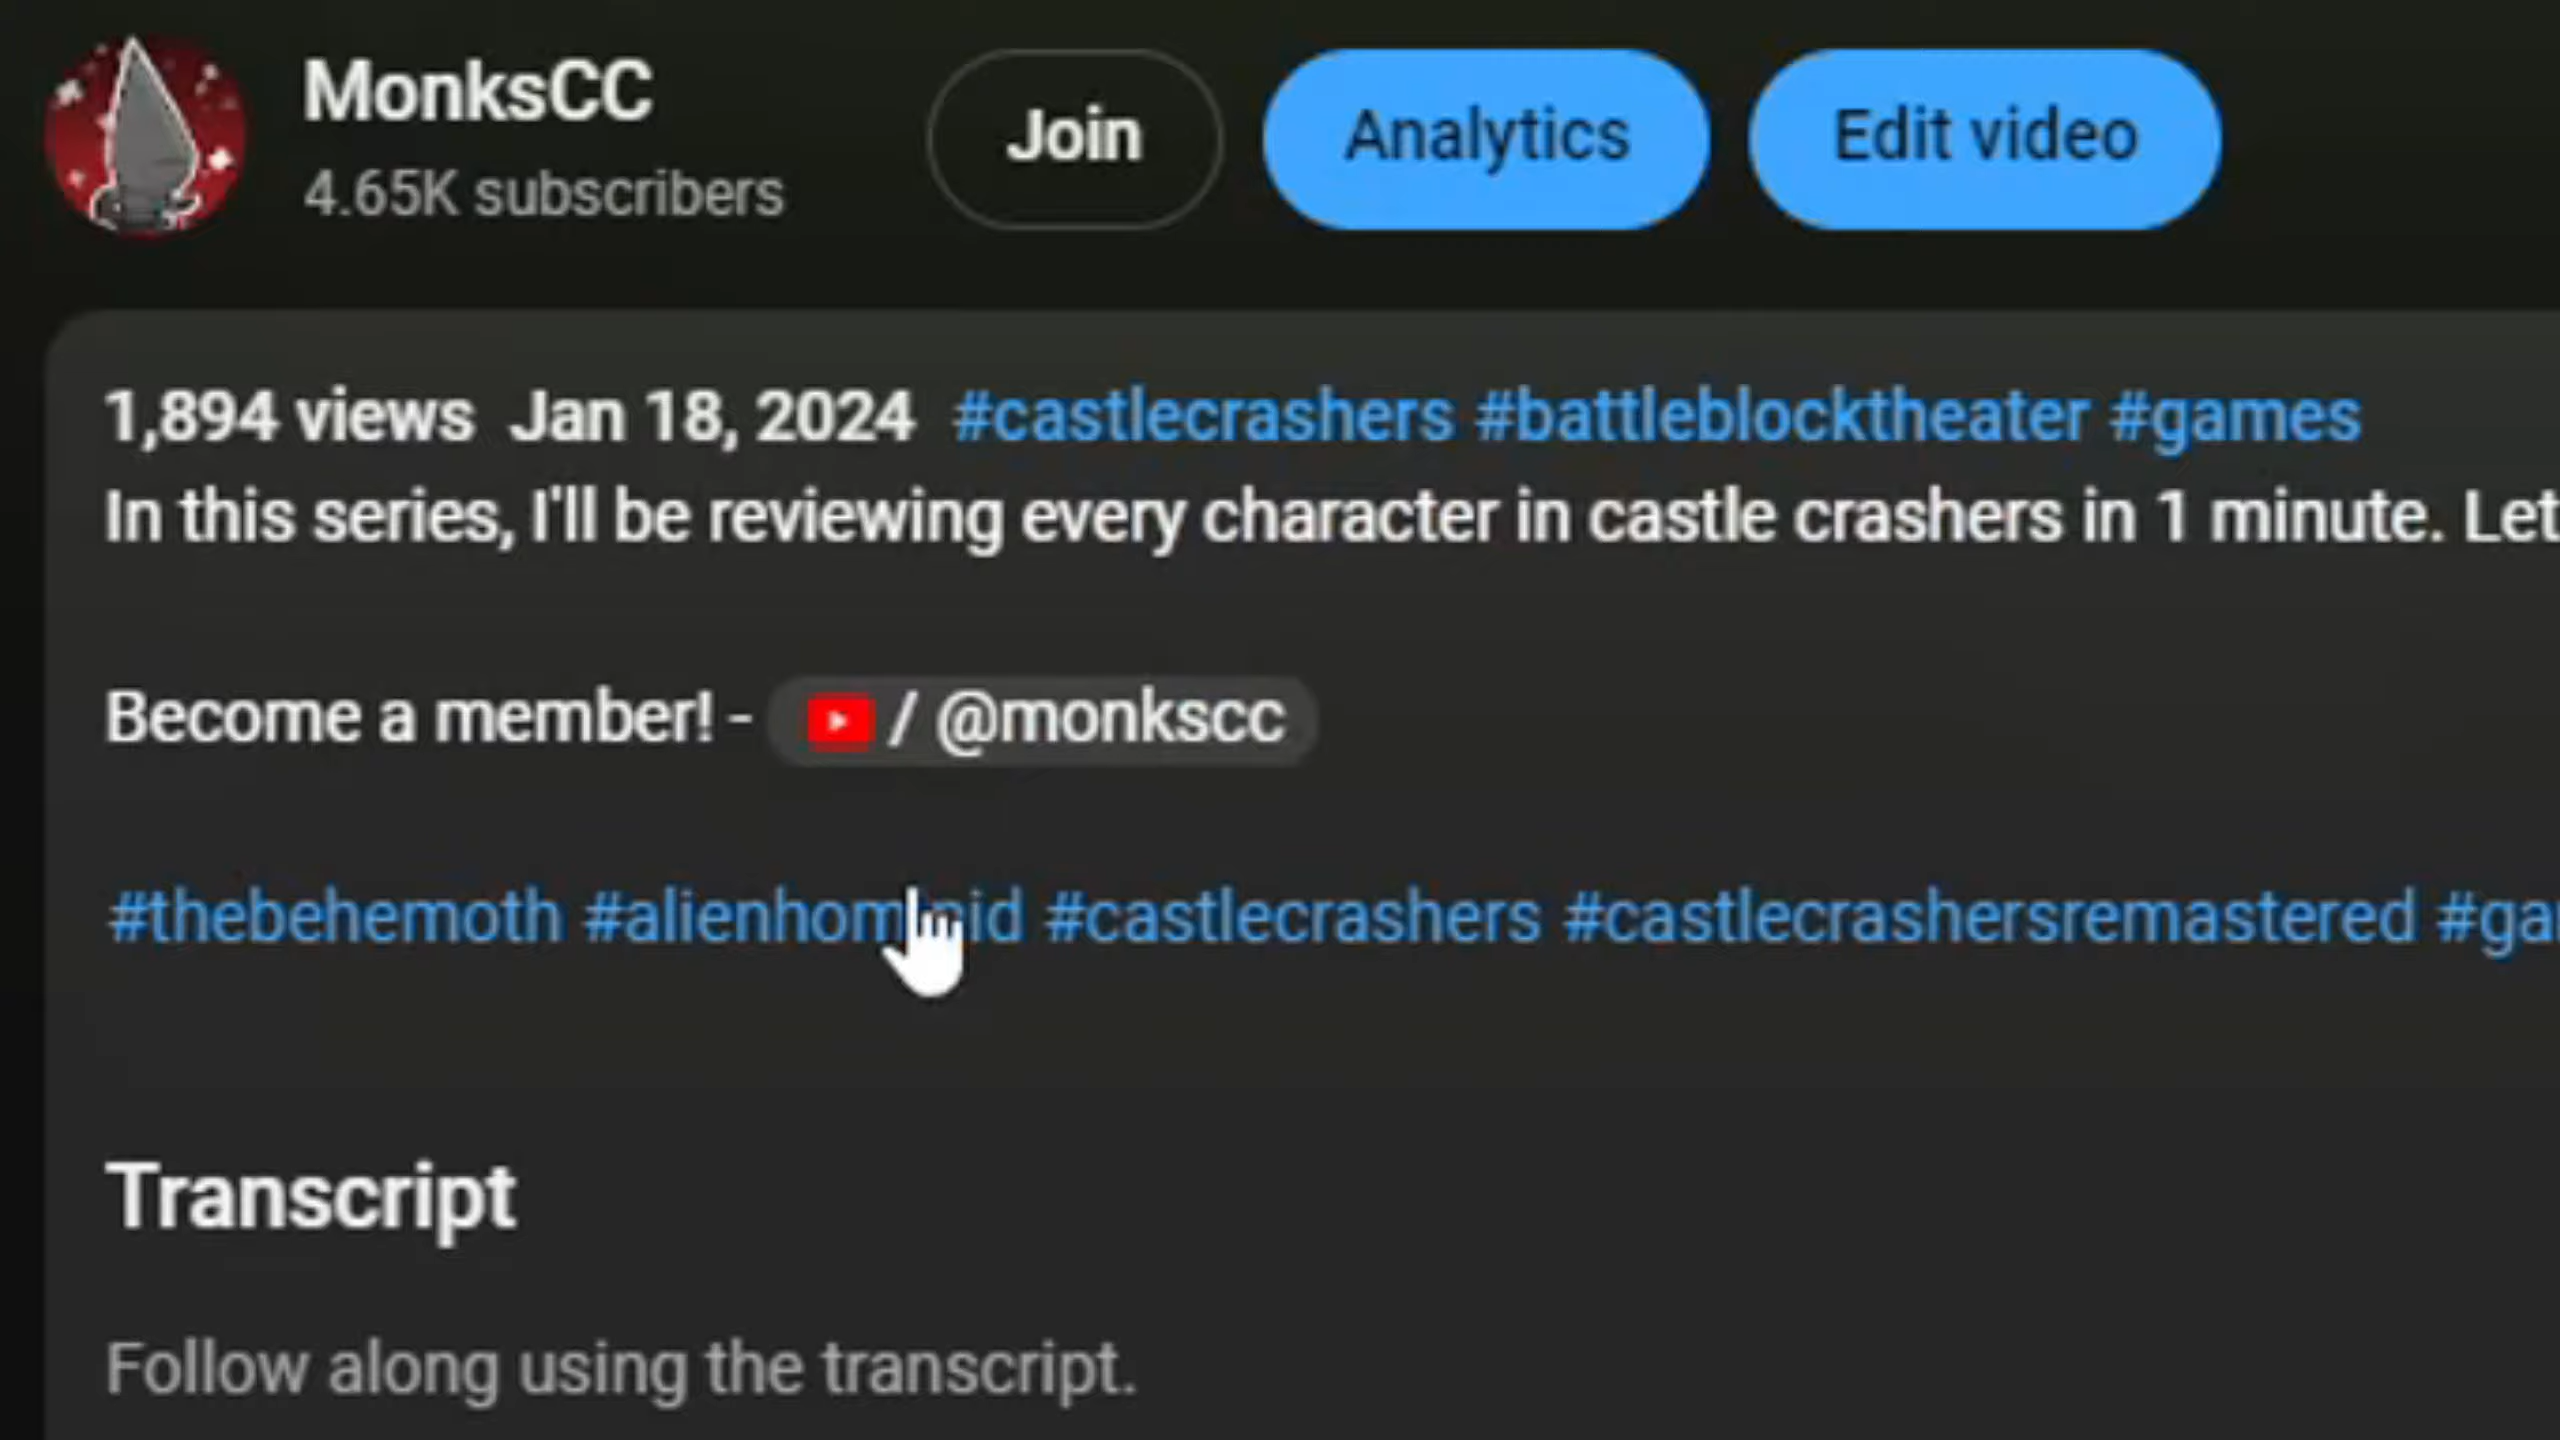 MonksCC
4.65K subscribers
Join
Analytics
Edit video
1,894 views Jan 18, 2024 #castlecrashers #battleblocktheater #games
In this series, I'll be reviewing every character in castle crashers in 1 minute. Let
Become a member! - / @monkscc
#thebehemoth #castlecrashers #castlecrashersremastered
Transcript
Follow along using the transcript.